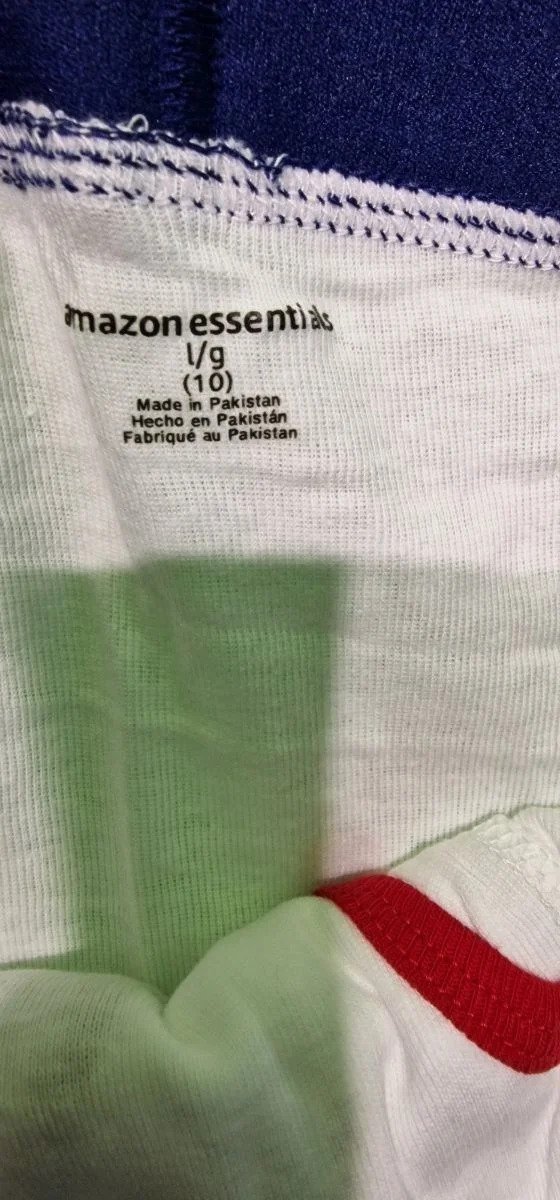 amazon essentials
l/g
(10)
Made in Pakistan
Hecho en Pakistán
Fabriqué au Pakistan